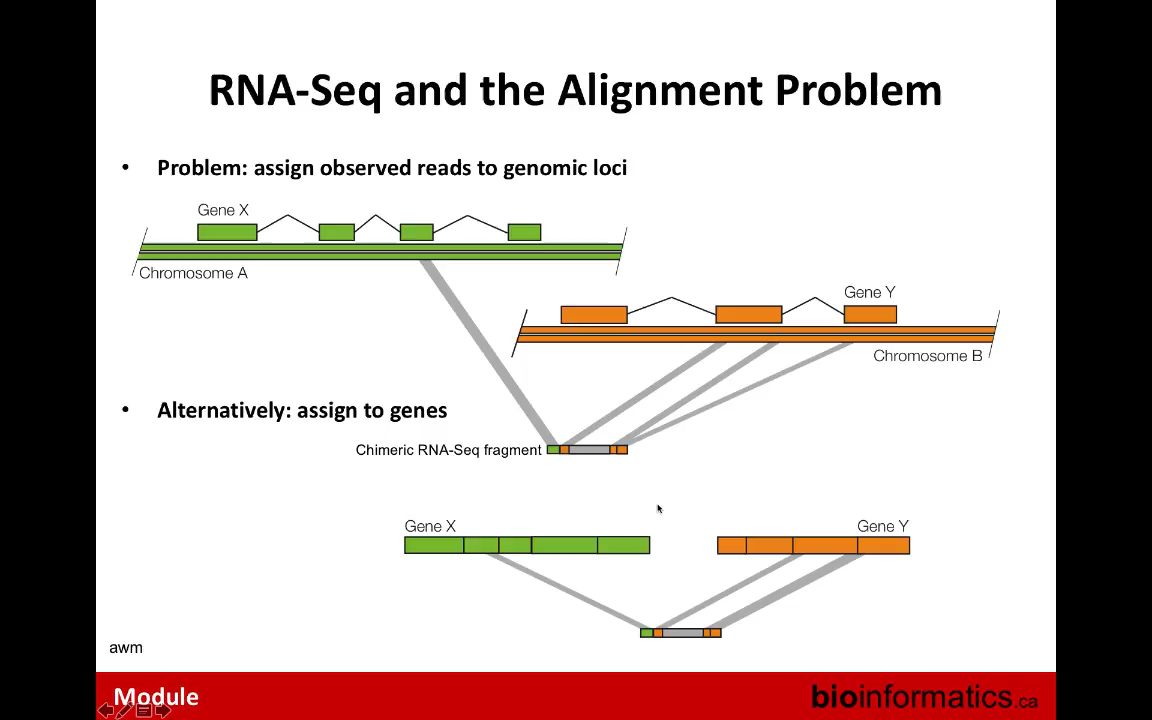 RNA-Seq and the Alignment Problem
• Problem: assign observed reads to genomic loci
Gene X
Chromosome A
Gene Y
Chromosome B
• Alternatively: assign to genes
Chimeric RNA-Seq fragment
Gene X
Gene Y
awm
Module
bioinformatics.ca